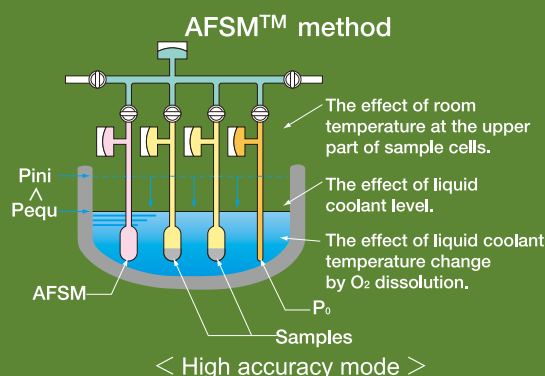 AFSM™ method
The effect of room
temperature at the upper
part of sample cells.
Pini
^
Pequ
The effect of liquid
coolant level.
The effect of liquid coolant
temperature change
by O₂ dissolution.
AFSM
P₀
Samples
< High accuracy mode >